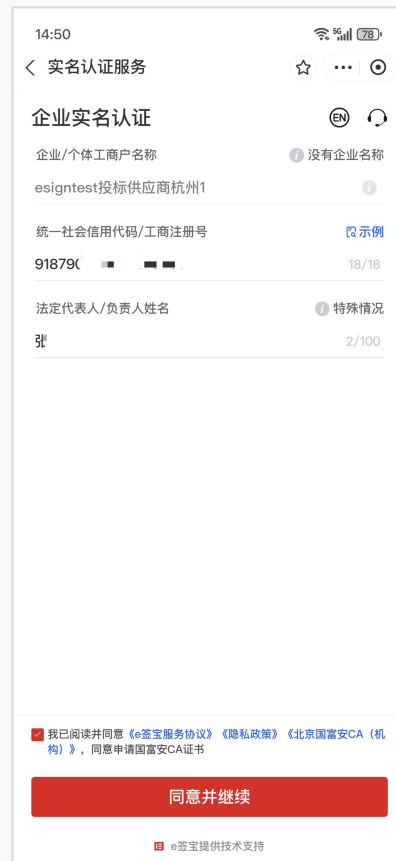 14:50
5G
78
实名认证服务
企业实名认证
EN
企业/个体工商户名称
没有企业名称
esigntest投标供应商杭州1
统一社会信用代码/工商注册号
示例
91879
18/18
法定代表人/负责人姓名
特殊情况
2/100
我已阅读并同意《e签宝服务协议》《隐私政策》《北京国富安CA（机
构）》，同意申请国富安CA证书
同意并继续
e签宝提供技术支持